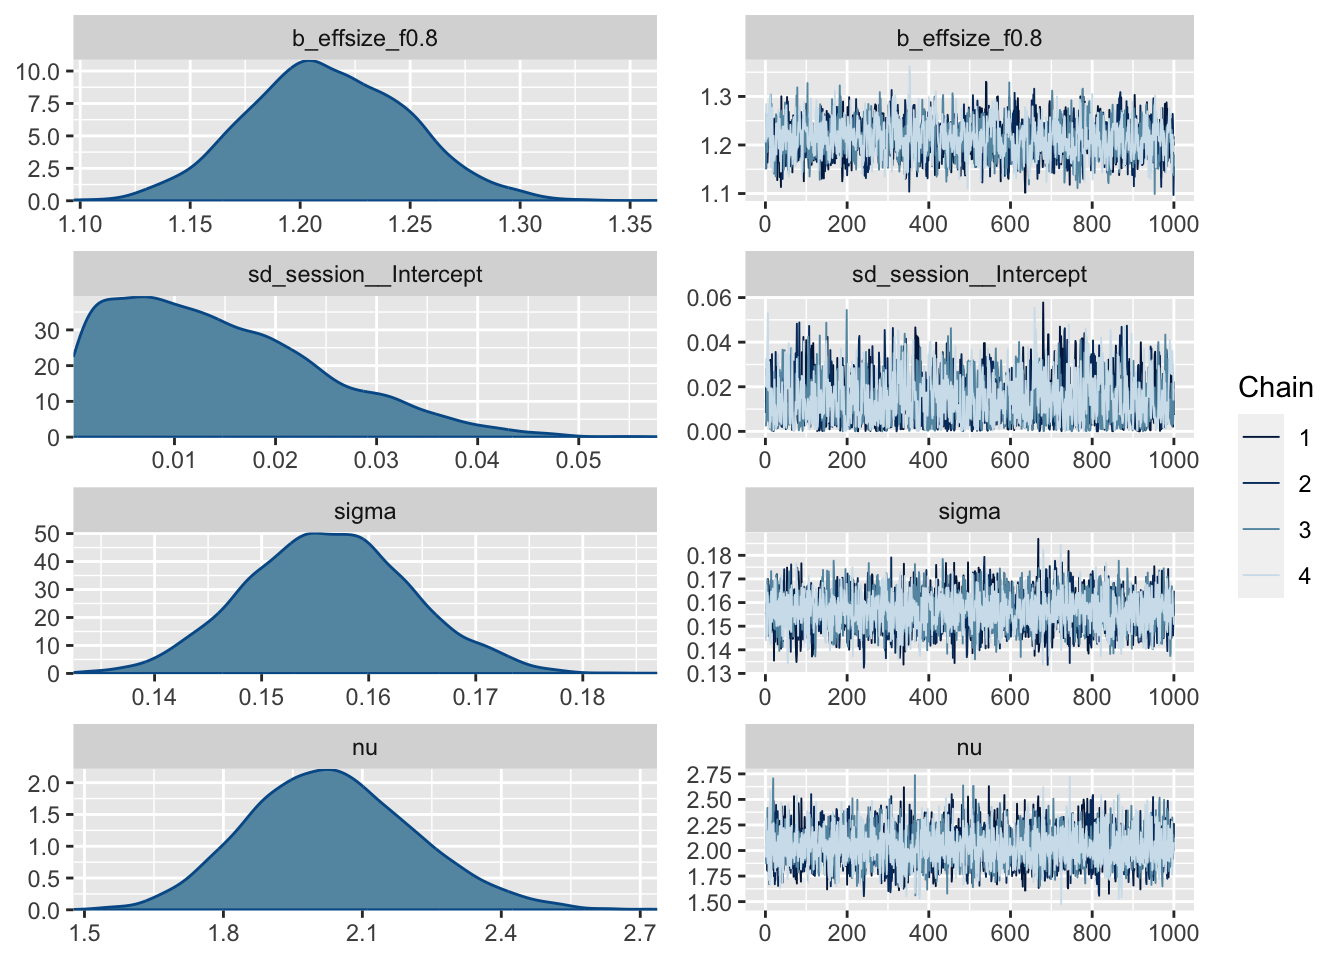 b_effsize_f0.8
10.0
7.5
5.0
2.5
0.0
1.10 1.15 1.20 1.25 1.30 1.35
b_effsize_f0.8
1.3
1.2
1.1
0 200 400 600 800 1000
sd_session__Intercept
30
20
10
0
0.01 0.02 0.03 0.04 0.05
sd_session__Intercept
0.06
0.04
0.02
0.00
0 200 400 600 800 1000
sigma
50
40
30
20
10
0
0.14 0.15 0.16 0.17 0.18
sigma
0.18
0.17
0.16
0.15
0.14
0.13
0 200 400 600 800 1000
nu
2.0
1.5
1.0
0.5
0.0
1.5 1.8 2.1 2.4 2.7
nu
2.75
2.50
2.25
2.00
1.75
1.50
0 200 400 600 800 1000
Chain
1
2
3
4